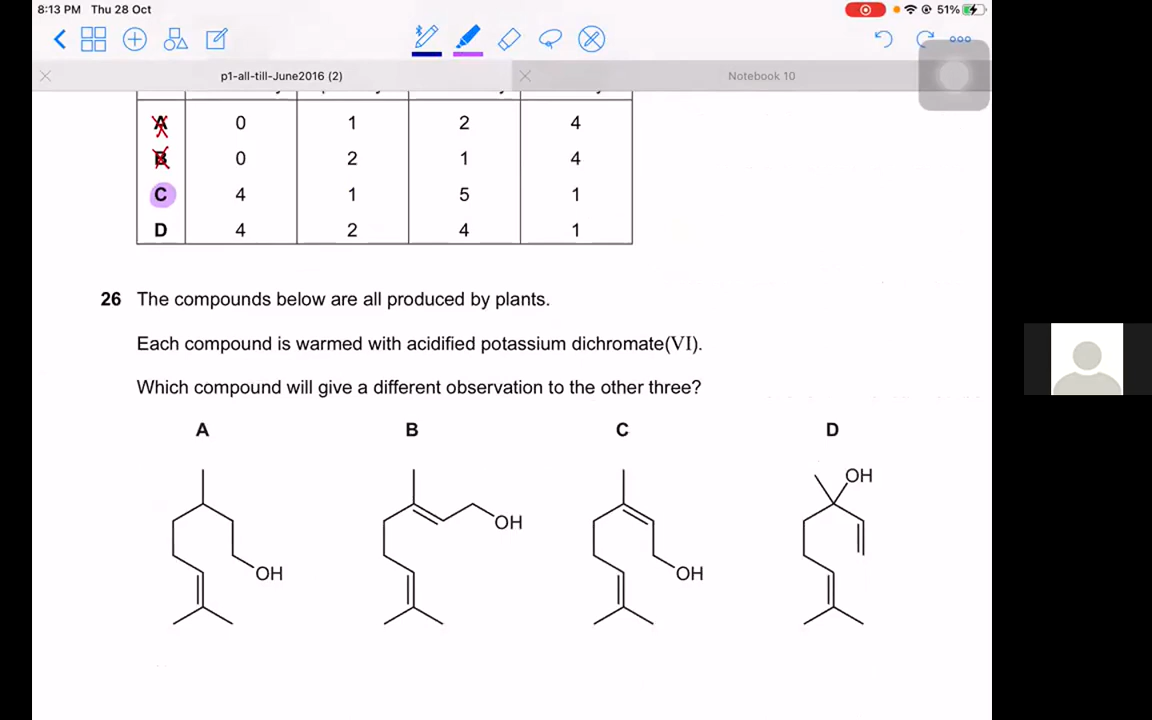 8:13 PM Thu 28 Oct
51%
p1-all-till-June2016 (2)
Notebook 10
A 0 1 2 4
B 0 2 1 4
C 4 1 5 1
D 4 2 4 1
26 The compounds below are all produced by plants.
Each compound is warmed with acidified potassium dichromate(VI).
Which compound will give a different observation to the other three?
A B C D
OH
OH
OH
OH